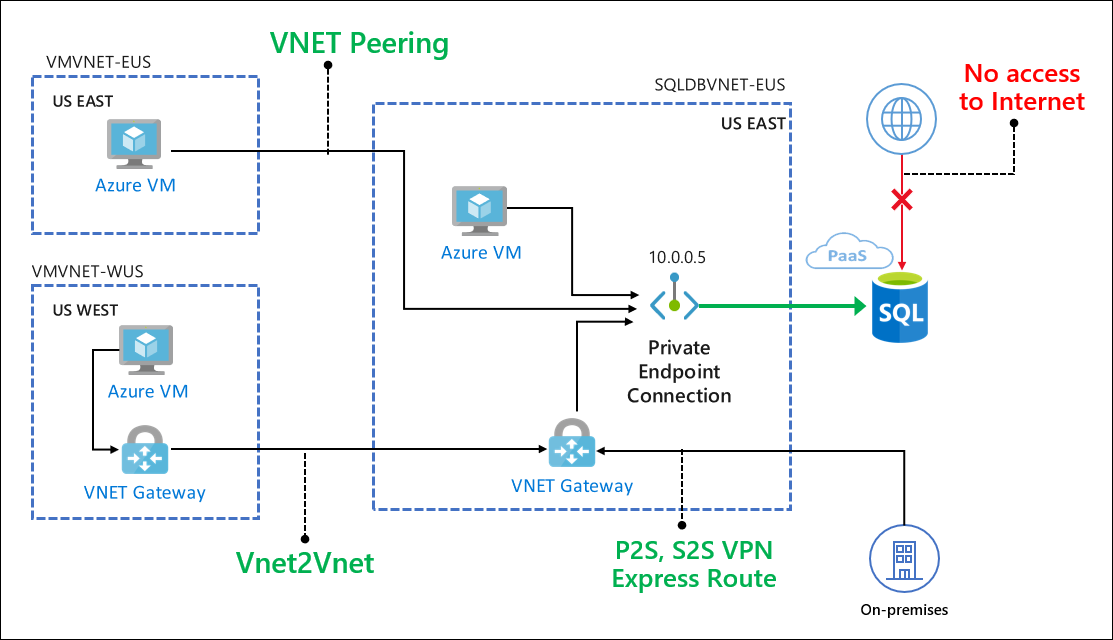 VNET Peering
VMVNET-EUS
US EAST
Azure VM
SQLDBVNET-EUS
US EAST
No access
to Internet
Azure VM
10.0.0.5
PaaS
SQL
Private
Endpoint
Connection
VMVNET-WUS
US WEST
Azure VM
VNET Gateway
VNET Gateway
Vnet2Vnet
P2S, S2S VPN
Express Route
On-premises